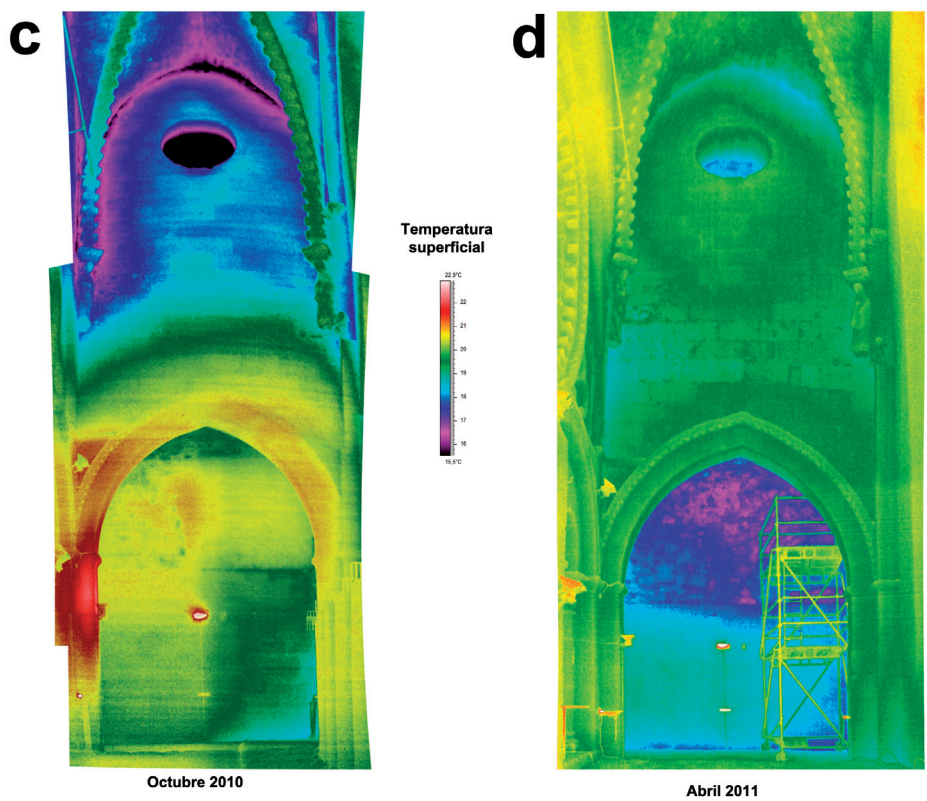 c
d
Temperatura
superficial
22,9°C
22
21
20
19
18
17
16
15,5°C
Octubre 2010
Abril 2011